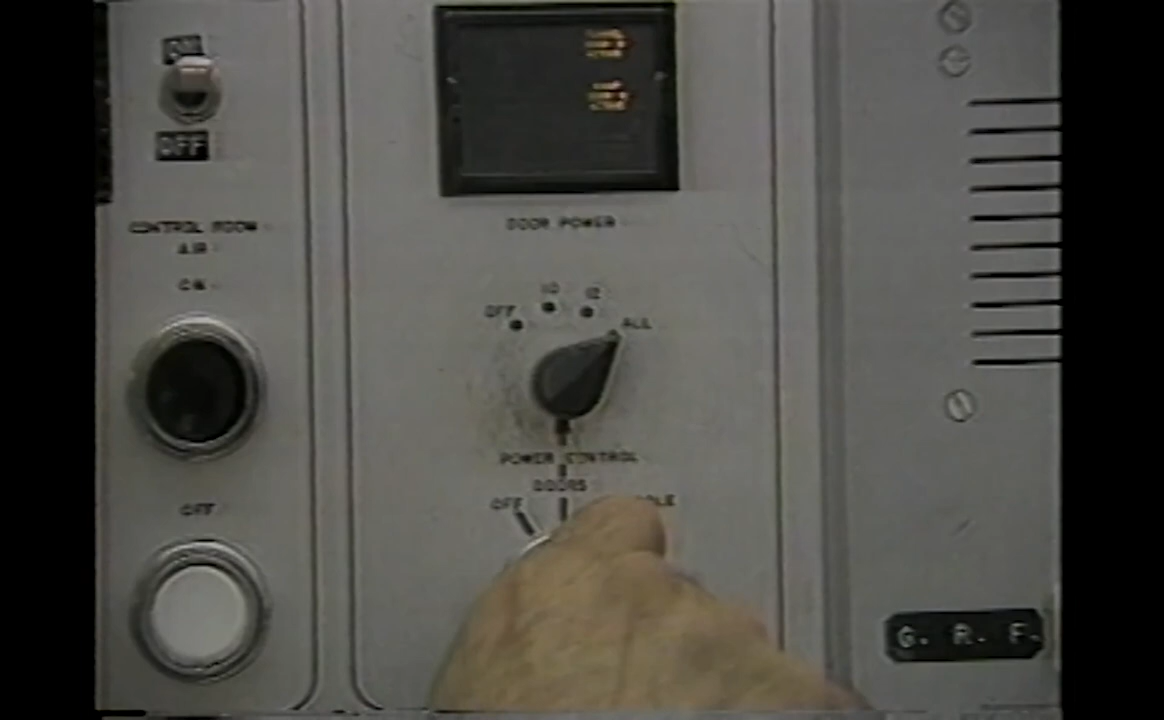 ON
OFF
CONTROL ROOM
AIR
ON
OFF
DOOR POWER
OFF
10
12
ALL
POWER CONTROL
DOORS
OFF
G. R. F.